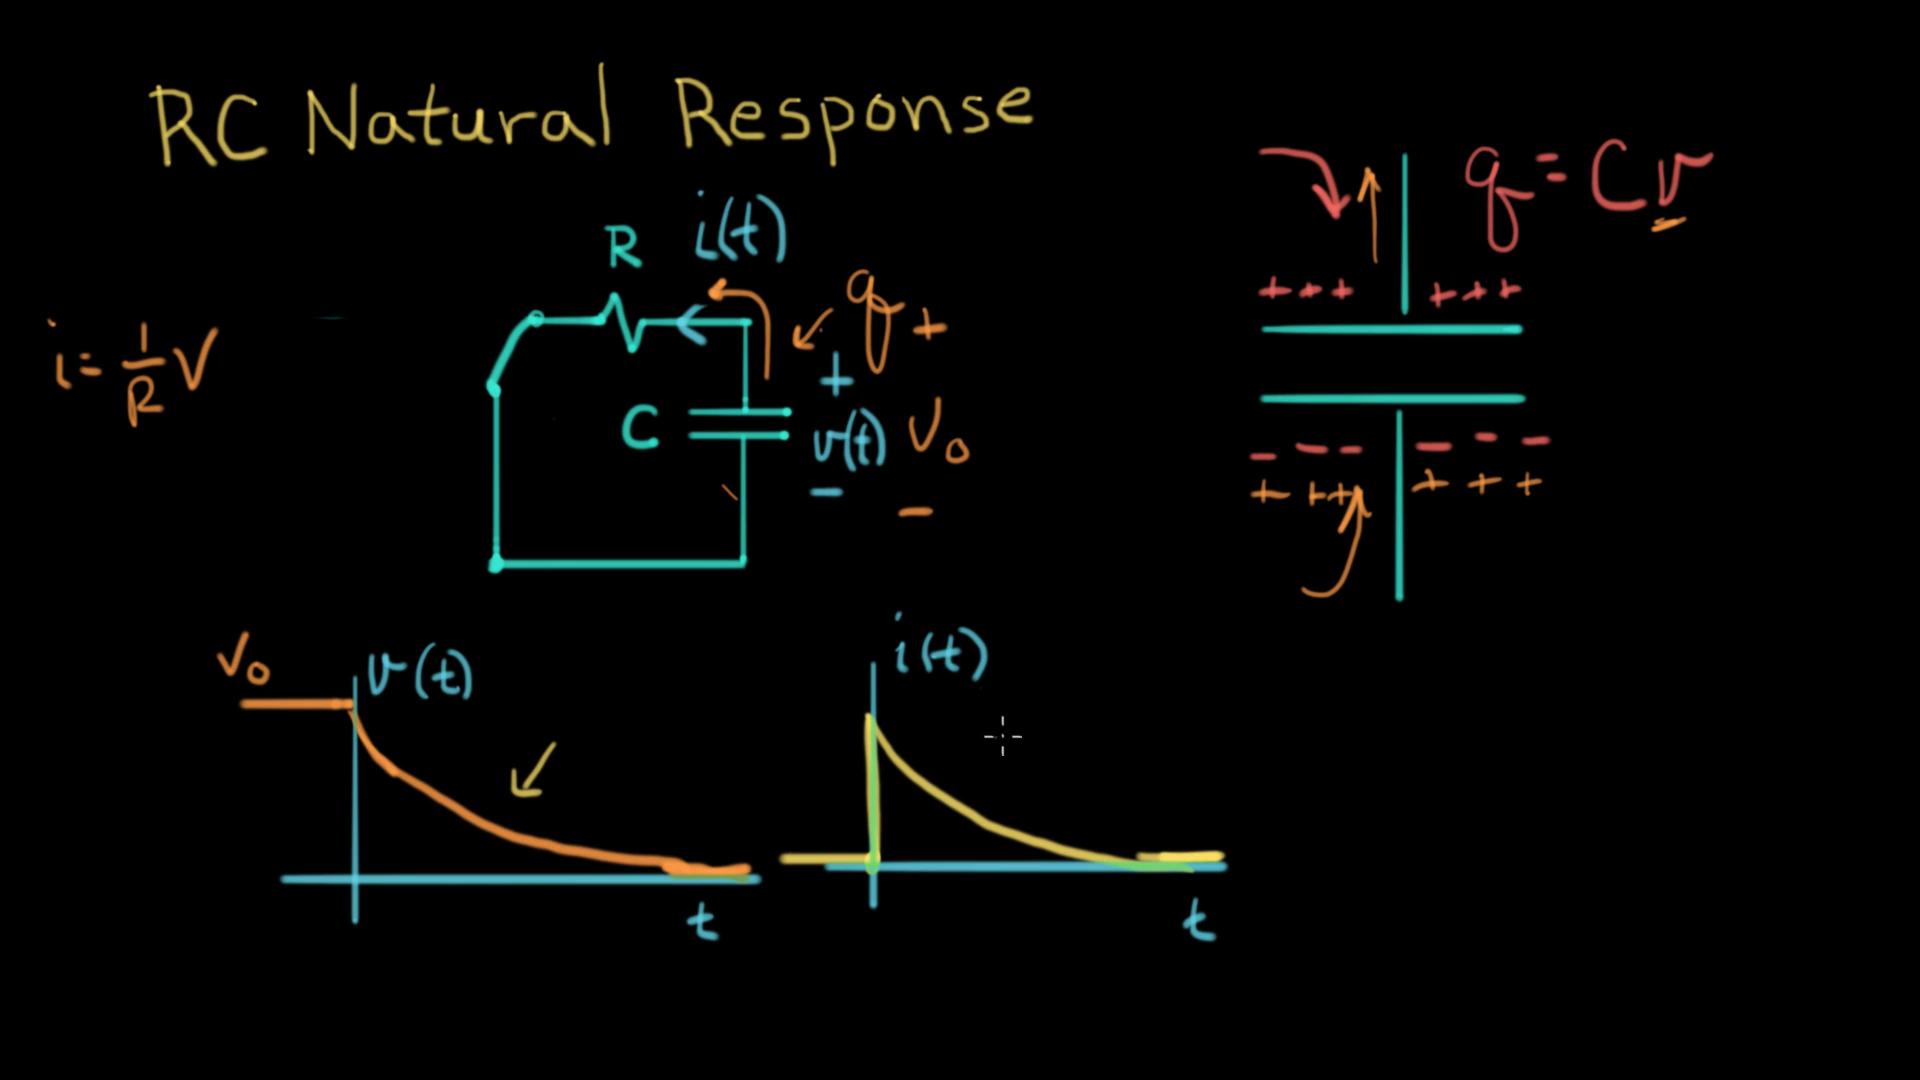 RC Natural Response
q = Cv
R
i(t)
q
+
+ + +
+ + +
i = 1/R V
C
+
v(t)
V₀
−
−
− − −
− − −
+ + +
+ + +
V₀
v(t)
i(t)
t
t